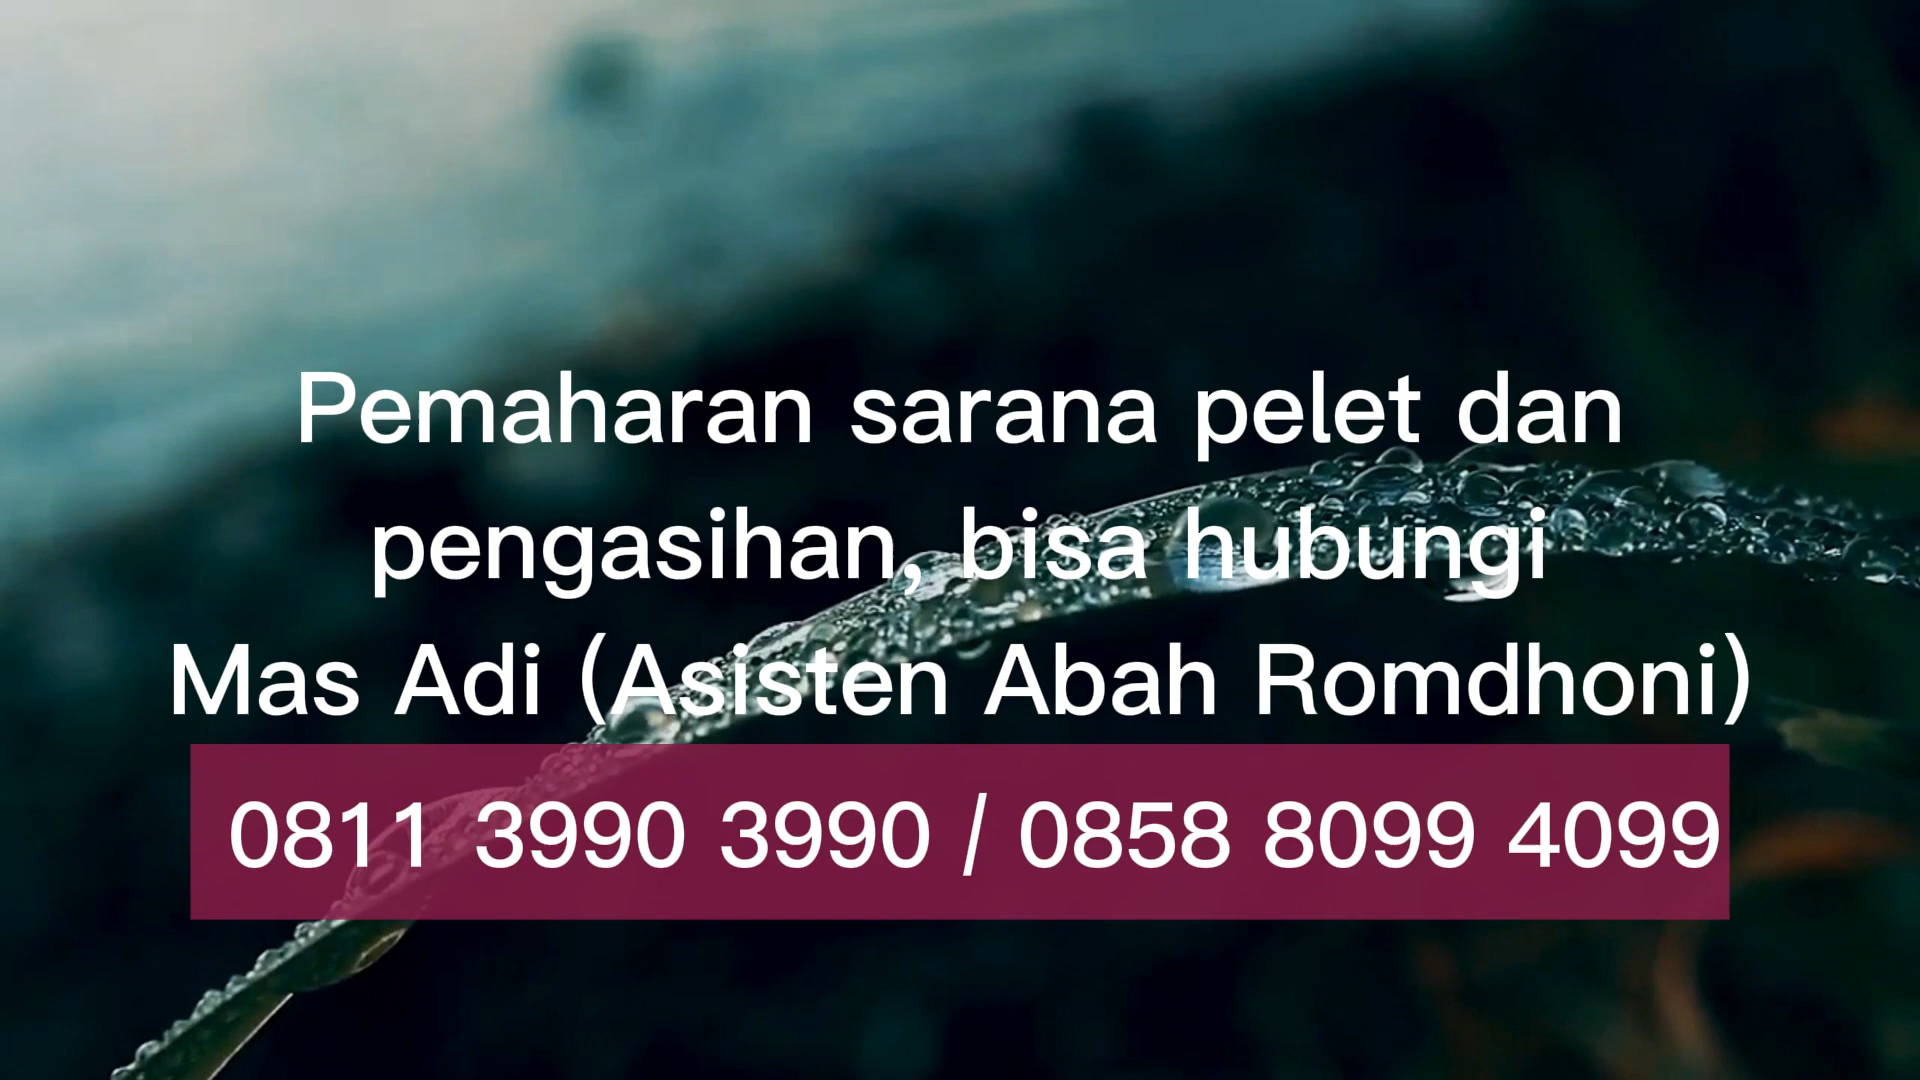 Pemaharan sarana pelet dan
pengasihan, bisa hubungi
Mas Adi (Asisten Abah Romdhoni)
0811 3990 3990 / 0858 8099 4099